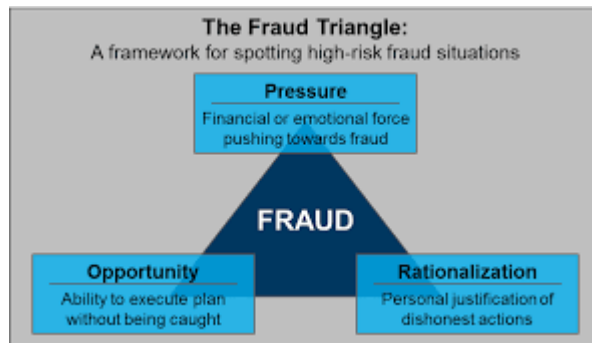 The Fraud Triangle:
A framework for spotting high-risk fraud situations
Pressure
Financial or emotional force
pushing towards fraud
FRAUD
Opportunity
Ability to execute plan
without being caught
Rationalization
Personal justification of
dishonest actions